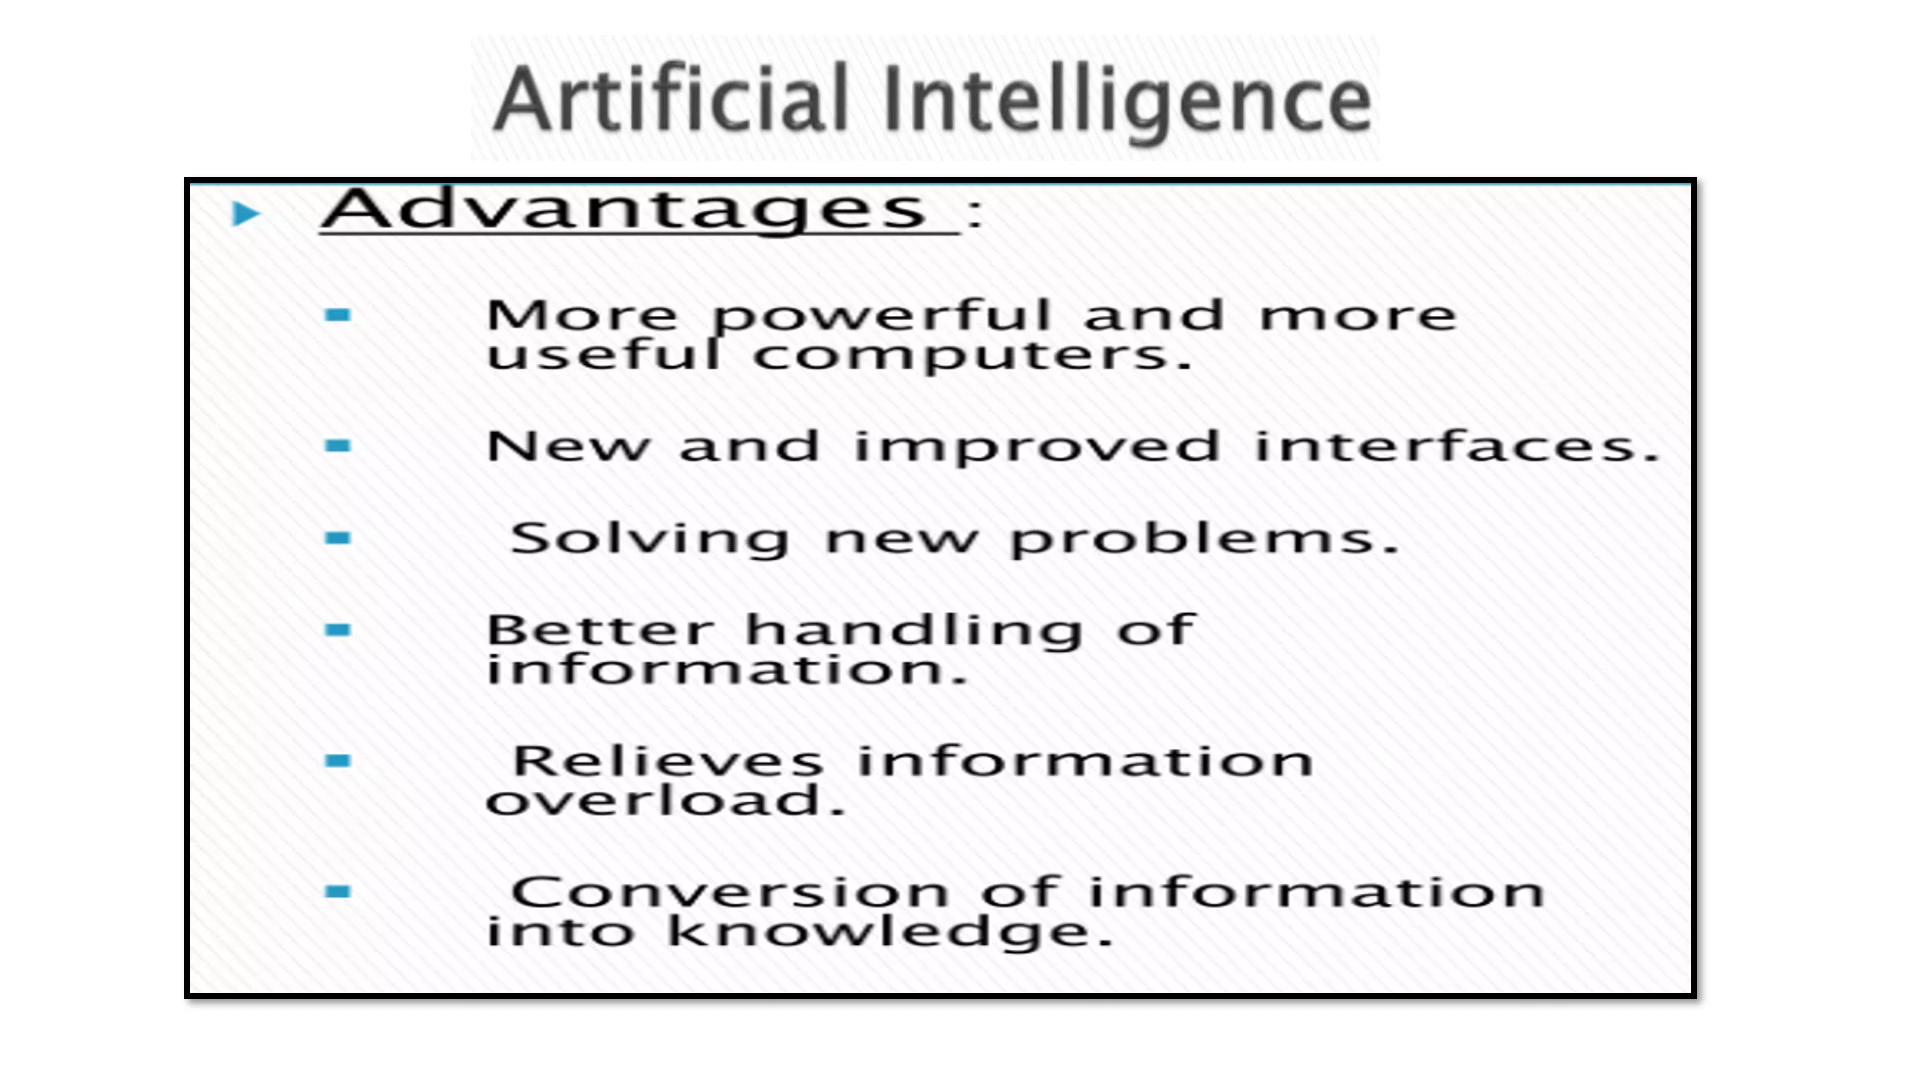 Artificial Intelligence
Advantages :
More powerful and more
useful computers.
New and improved interfaces.
Solving new problems.
Better handling of
information.
Relieves information
overload.
Conversion of information
into knowledge.